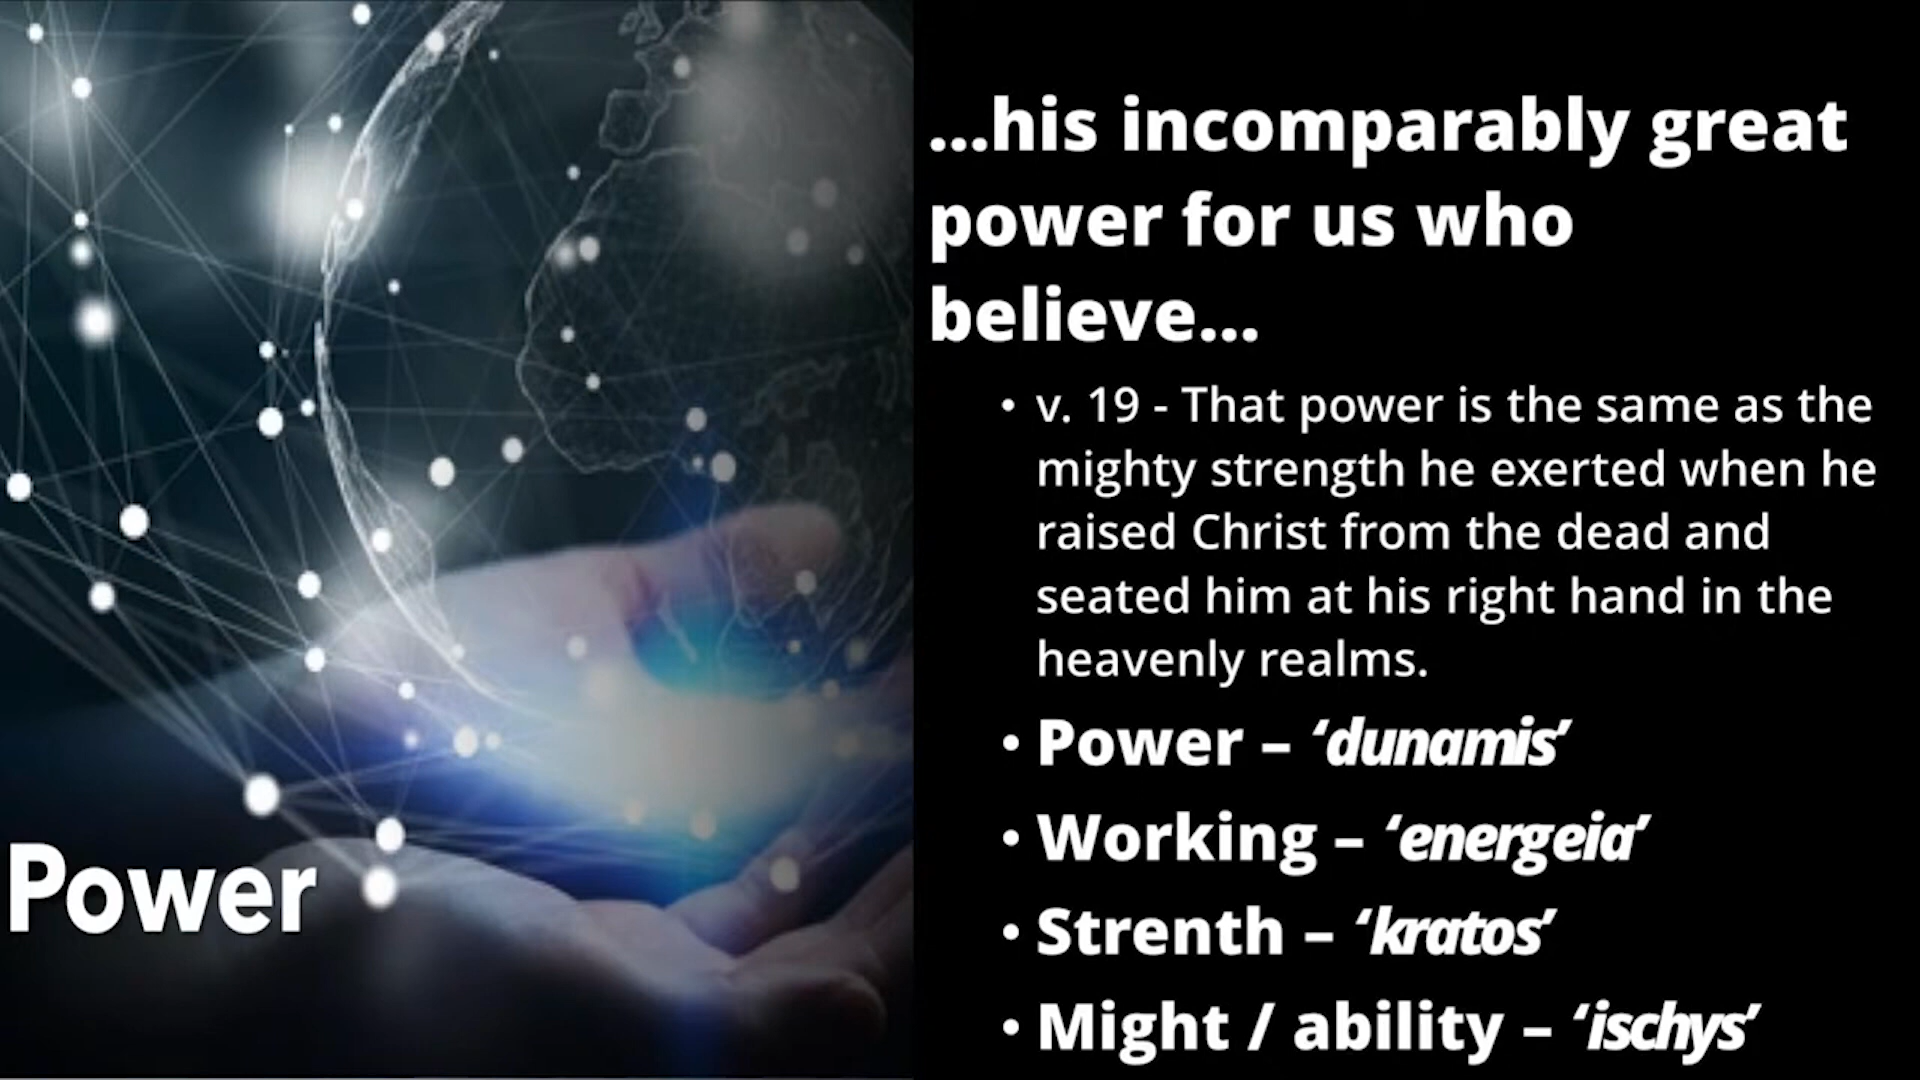 ...his incomparably great
power for us who
believe...
• v. 19 - That power is the same as the
mighty strength he exerted when he
raised Christ from the dead and
seated him at his right hand in the
heavenly realms.
• Power – ‘dunamis’
• Working – ‘energeia’
• Strenth – ‘kratos’
• Might / ability – ‘ischys’
Power